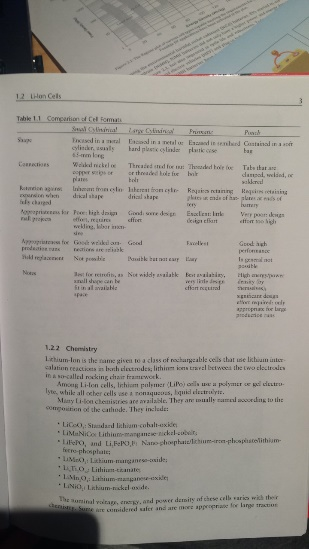 1.2 Li-Ion Cells
3
Table 1.1 Comparison of Cell Formats
Small Cylindrical Large Cylindrical Prismatic Pouch
Shape Encased in a metal cylinder, usually 65-mm long Encased in a metal or hard plastic cylinder Encased in semihard plastic case Contained in a soft bag
Connections Welded nickel or copper strips or plates Threaded stud for nut or threaded hole for bolt Threaded hole for bolt Tabs that are clamped, welded, or soldered
Retention against expansion when fully charged Inherent from cylindrical shape Inherent from cylindrical shape Requires retaining plates at ends of battery Requires retaining plates at ends of battery
Appropriateness for small projects Poor: high design effort, requires welding, labor intensive Good: some design effort Excellent: little design effort Very poor: design effort too high
Appropriateness for production runs Good: welded connections are reliable Good Excellent Good: high performance
Field replacement Not possible Possible but not easy Easy In general not possible
Notes Best for retrofits, as small shape can be fit in all available space Not widely available Best availability, very little design effort required High energy/power density (by themselves), significant design effort required; only appropriate for large production runs
1.2.2 Chemistry
Lithium-Ion is the name given to a class of rechargeable cells that use lithium inter-
calation reactions in both electrodes; lithium ions travel between the two electrodes
in a so-called rocking chair framework.
Among Li-Ion cells, lithium polymer (LiPo) cells use a polymer or gel electro-
lyte, while all other cells use a nonaqueous, liquid electrolyte.
Many Li-Ion chemistries are available. They are usually named according to the
composition of the cathode. They include:
• LiCoO2: Standard lithium-cobalt-oxide;
• LiMnNiCo: Lithium-manganese-nickel-cobalt;
• LiFePO4 and Li2FePO4F: Nano-phosphate/lithium-iron-phosphate/lithium-
ferro-phosphate;
• LiMnO2: Lithium-manganese-oxide;
• Li4Ti5O12: Lithium-titanate;
• LiMn2O4: Lithium-manganese-oxide;
• LiNiO2: Lithium-nickel-oxide.
The nominal voltage, energy, and power density of these cells varies with their
chemistry. Some are considered safer and are more appropriate for large traction